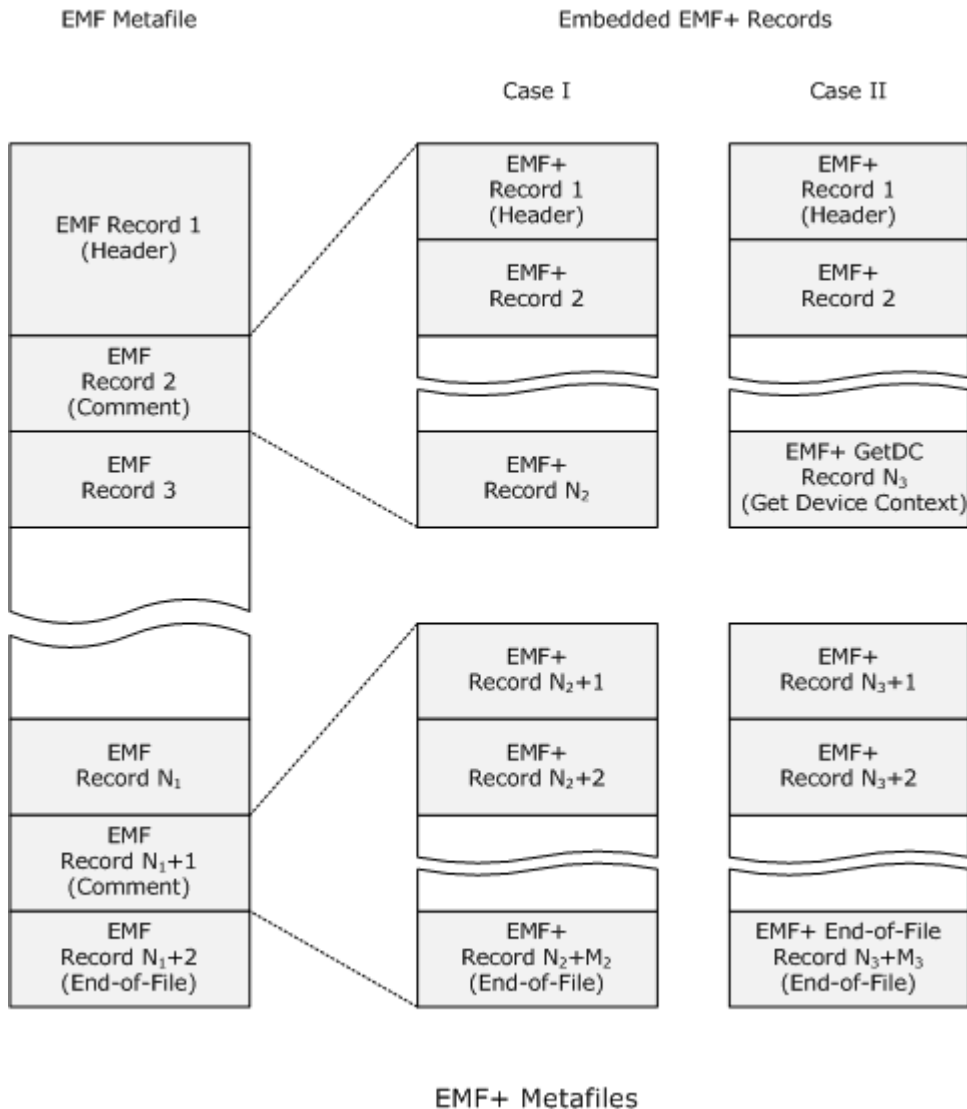 EMF Metafile
Embedded EMF+ Records
Case I
Case II
EMF Record 1
(Header)
EMF
Record 2
(Comment)
EMF
Record 3
EMF
Record N₁
EMF
Record N₁+1
(Comment)
EMF
Record N₁+2
(End-of-File)
EMF+
Record 1
(Header)
EMF+
Record 2
EMF+
Record N₂
EMF+
Record N₂+1
EMF+
Record N₂+2
EMF+
Record N₂+M₂
(End-of-File)
EMF+
Record 1
(Header)
EMF+
Record 2
EMF+ GetDC
Record N₃
(Get Device Context)
EMF+
Record N₃+1
EMF+
Record N₃+2
EMF+ End-of-File
Record N₃+M₃
(End-of-File)
EMF+ Metafiles